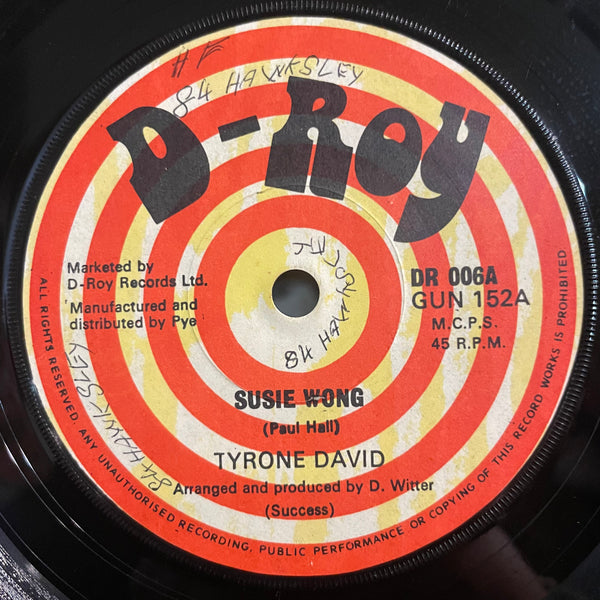 84 HAWKSLEY
D-ROY
Marketed by
D-Roy Records Ltd.
Manufactured and
distributed by Pye
DR 006A
GUN 152A
M.C.P.S.
45 R.P.M.
84 HAWKSLEY
SUSIE WONG
(Paul Hall)
TYRONE DAVID
Arranged and produced by D. Witter
(Success)
ALL RIGHTS RESERVED. ANY UNAUTHORISED RECORDING, PUBLIC PERFORMANCE OR COPYING OF THIS RECORD WORKS IS PROHIBITED